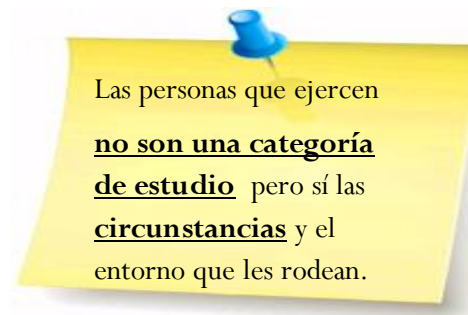 Las personas que ejercen
no son una categoría
de estudio pero sí las
circunstancias y el
entorno que les rodean.